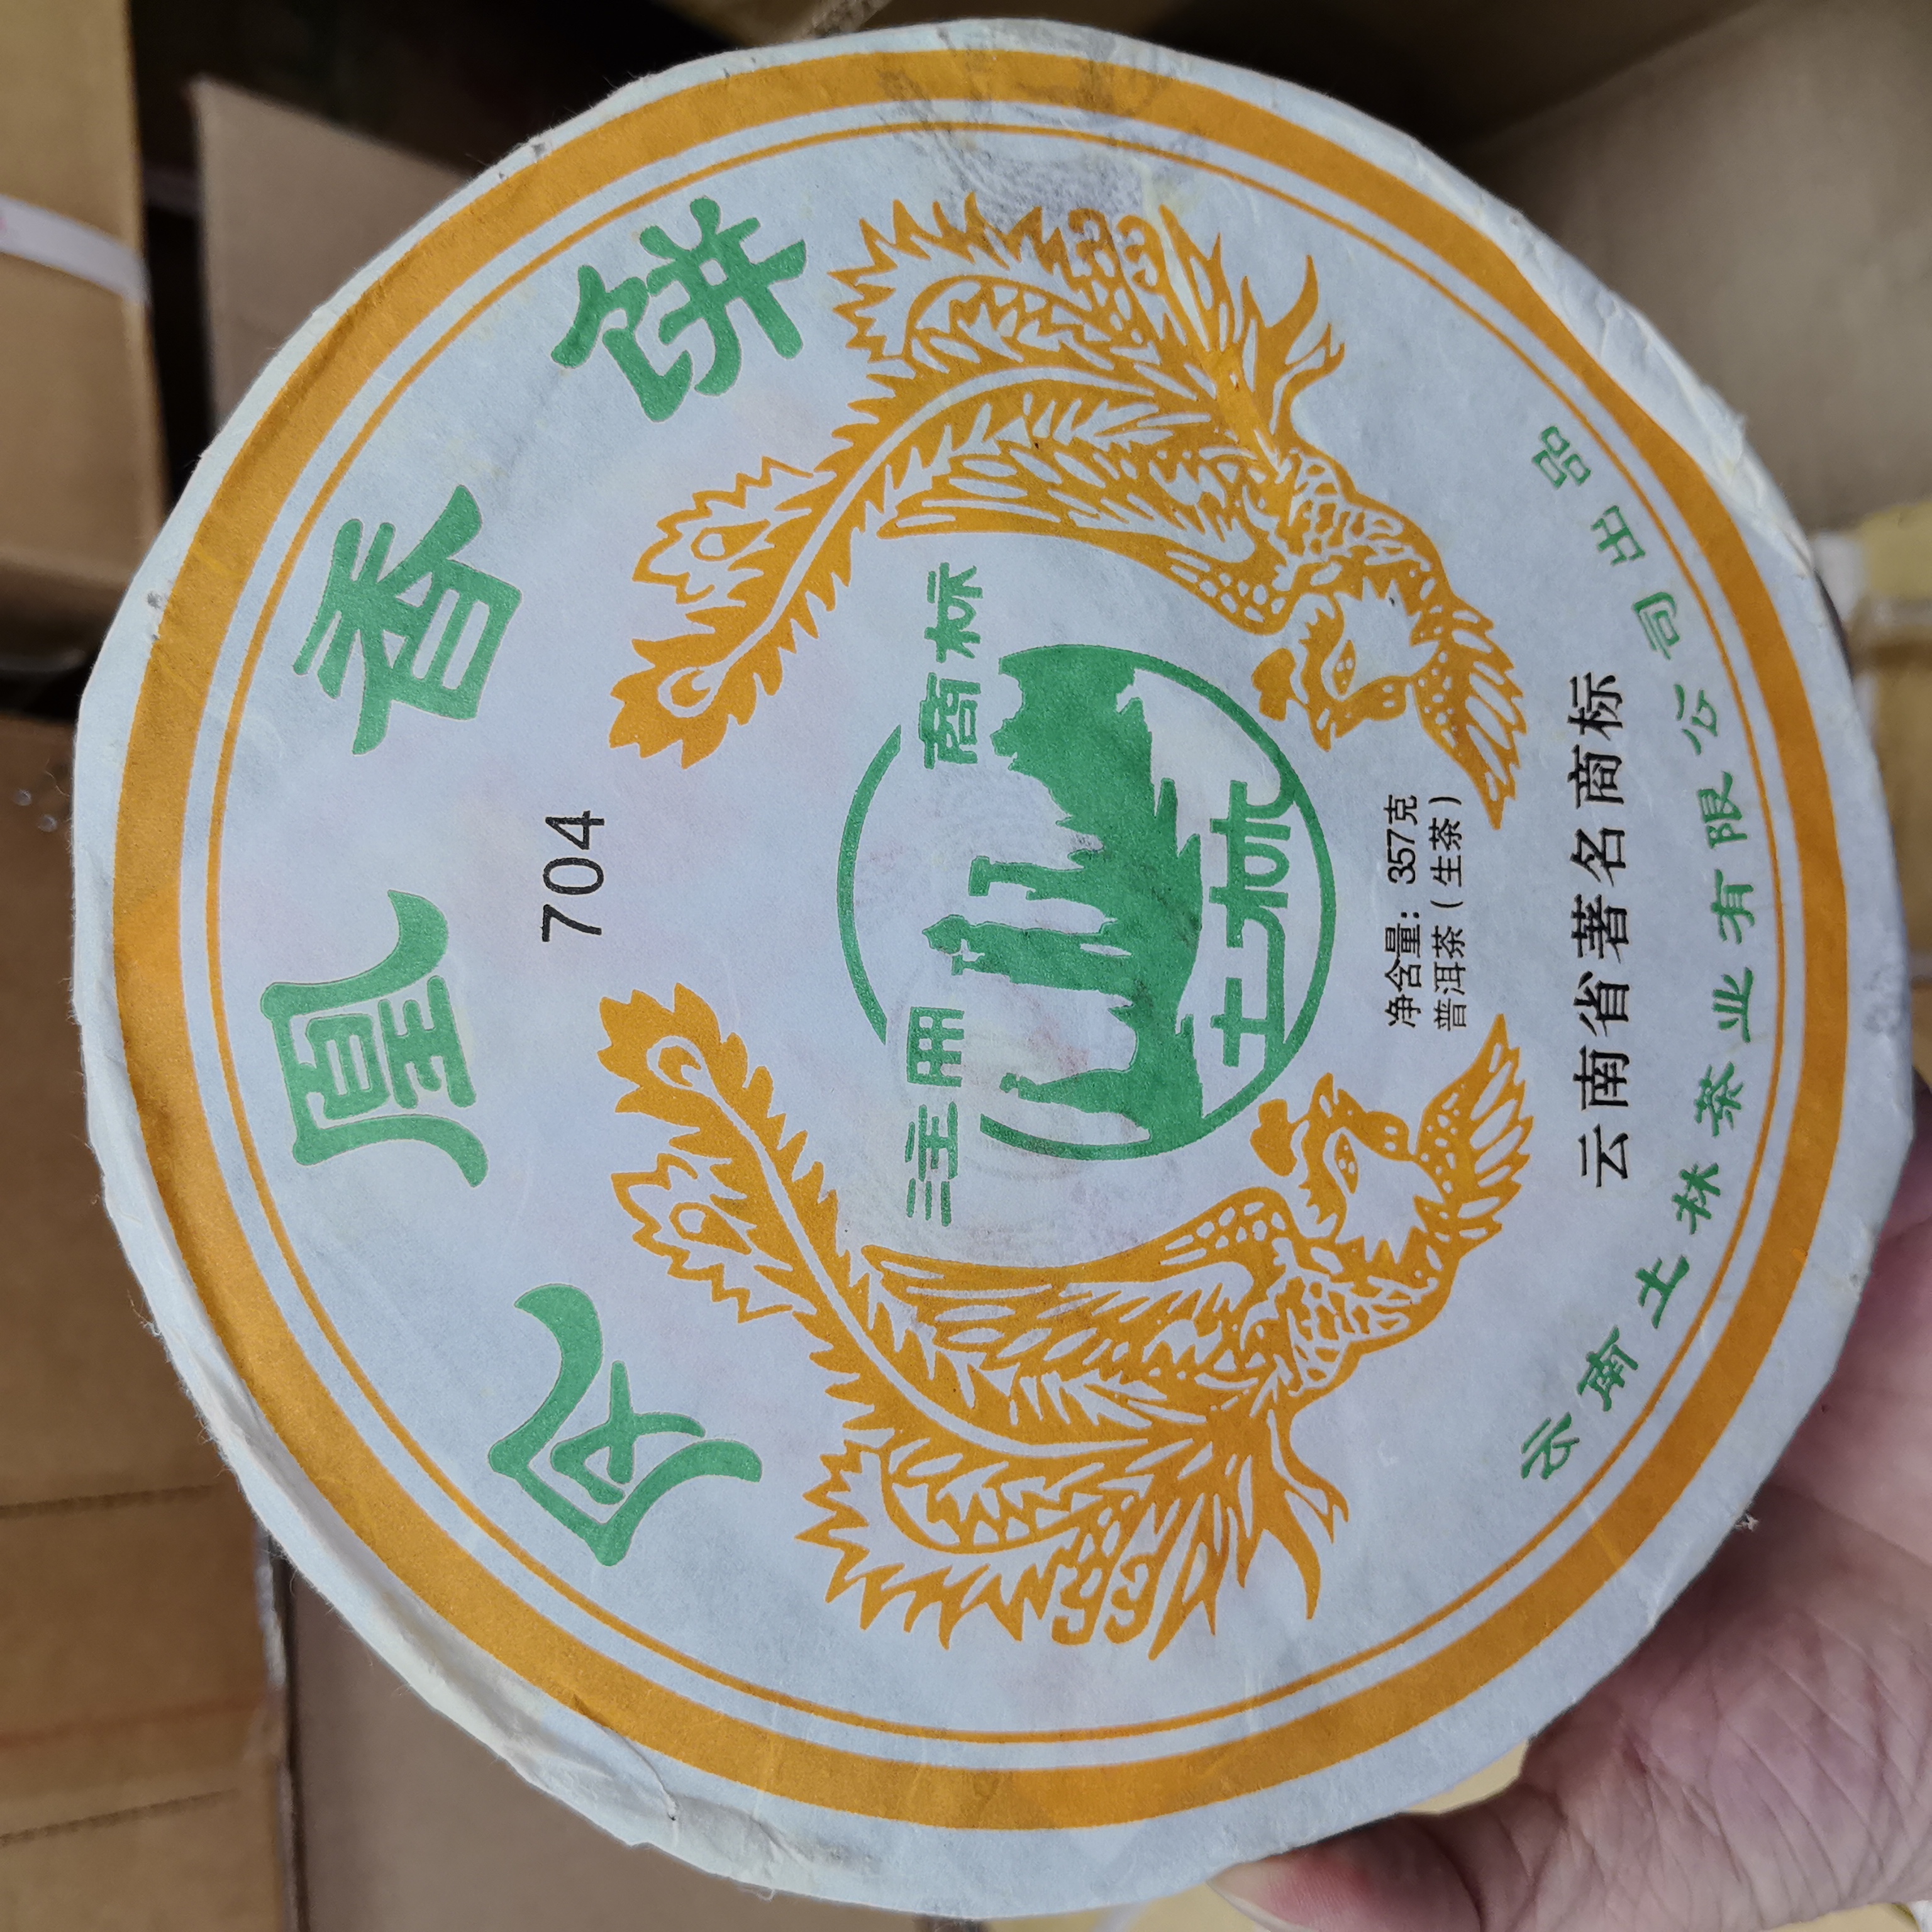 凤凰香饼
704
注册 商标
土林
净含量：357克
普洱茶（生茶）
云南省著名商标
云南土林茶业有限公司出品